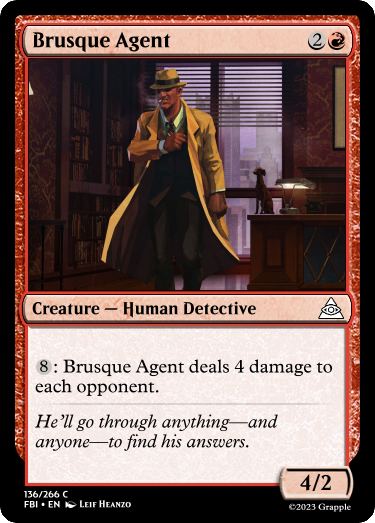 Brusque Agent 2
Creature — Human Detective
8: Brusque Agent deals 4 damage to
each opponent.
He'll go through anything—and
anyone—to find his answers.
4/2
136/266 C
FBI • EN Leif Heanzo
©2023 Grapple